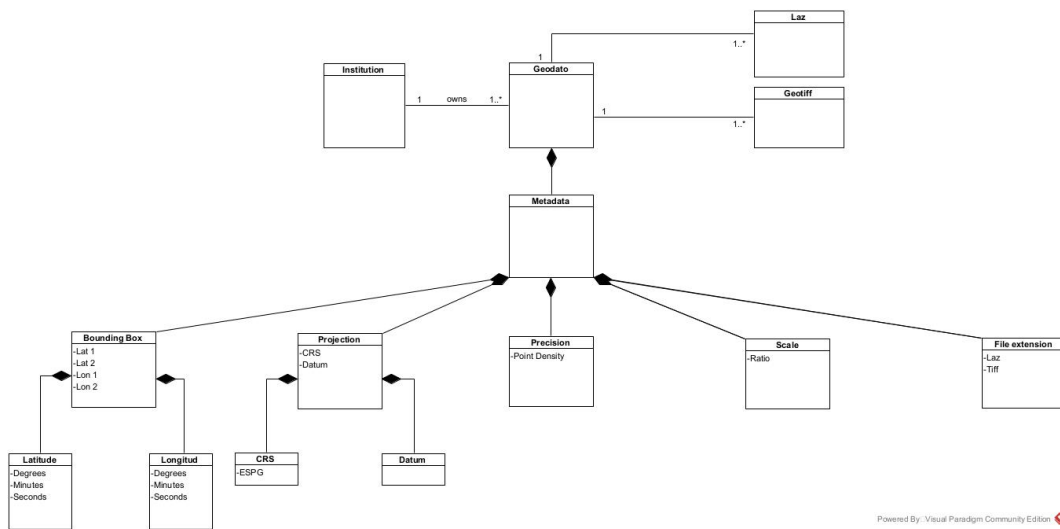 Laz
1
1..*
Institution
1
owns
1..*
Geodato
1
1..*
Geotiff
Metadata
Bounding Box
-Lat 1
-Lat 2
-Lon 1
-Lon 2
Projection
-CRS
-Datum
Precision
-Point Density
Scale
-Ratio
File extension
-Laz
-Tiff
Latitude
-Degrees
-Minutes
-Seconds
Longitud
-Degrees
-Minutes
-Seconds
CRS
-ESPG
Datum
Powered By: Visual Paradigm Community Edition